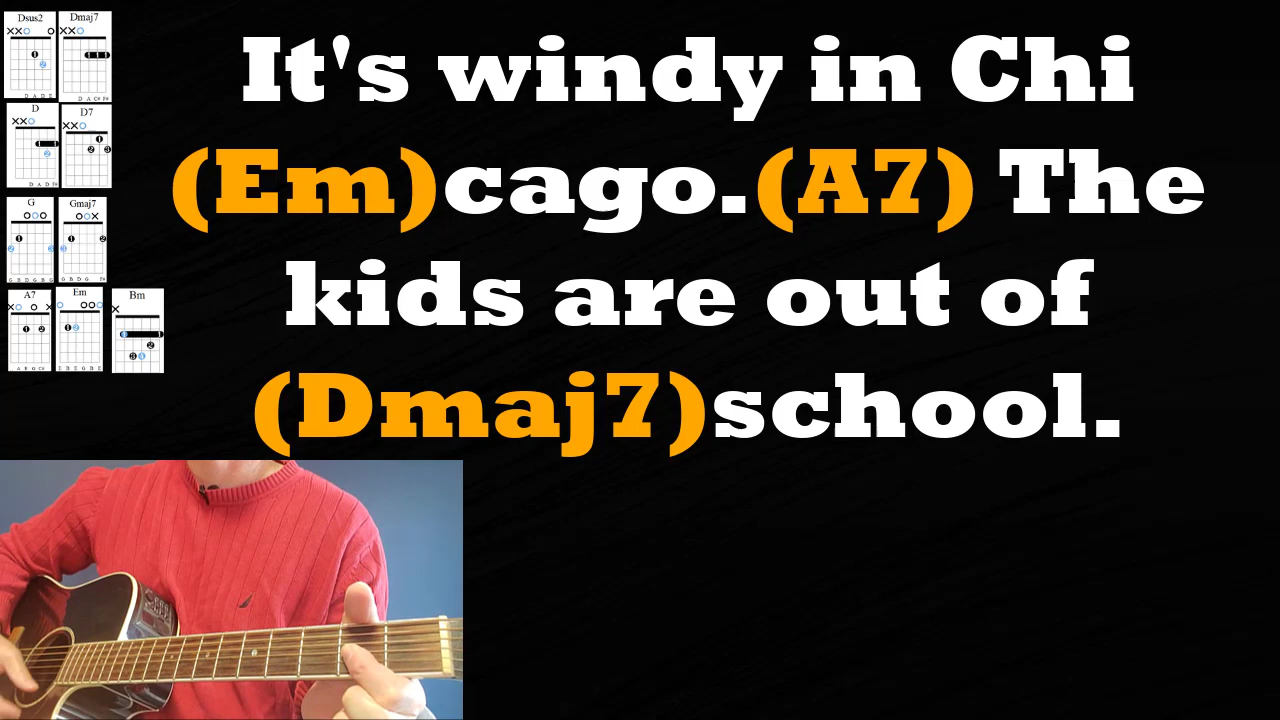 Dsus2
Dmaj7
D
D7
G
Gmaj7
A7
Em
Bm
It's windy in Chi
(Em)cago.(A7) The
kids are out of
(Dmaj7)school.